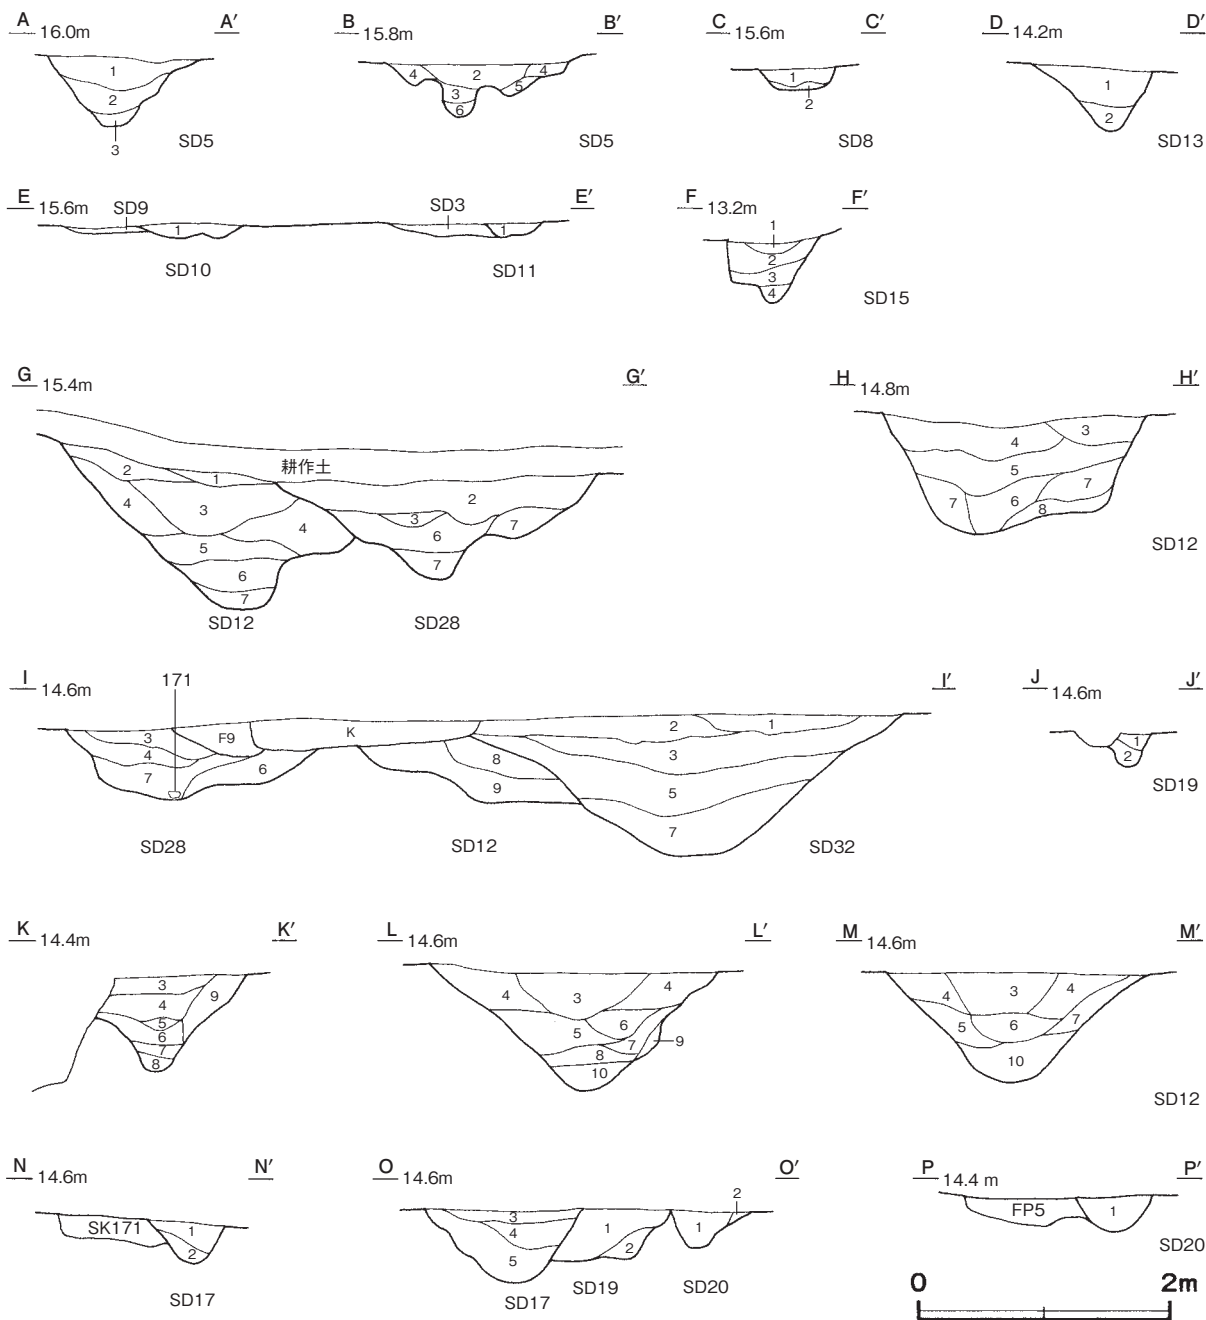 A 16.0m A′
1
2
3
SD5
B 15.8m B′
4 2 4
5
3
6
SD5
C 15.6m C′
1
2
SD8
D 14.2m D′
1
2
SD13
E 15.6m E′
SD9 SD3
1 1
SD10 SD11
F 13.2m F′
1
2
3
4
SD15
G 15.4m G′
耕作土
2 1
4 3 4 2
3 7
5 6
6 7
7
SD12 SD28
H 14.8m H′
4 3
5
7 6 7
8
SD12
I 14.6m I′
171
3 F9 K 2 1
4 3
7 6 8
9 5
7
SD28 SD12 SD32
J 14.6m J′
1
2
SD19
K 14.4m K′
3
4 9
5
6
7
8
L 14.6m L′
4 3 4
5 6
7 9
8
10
M 14.6m M′
4 3 4
5 6 7
10
SD12
N 14.6m N′
SK171 1
2
SD17
O 14.6m O′
2
3 1 1
4
5 2
SD17 SD19 SD20
P 14.4 m P′
FP5 1
SD20
0 2m